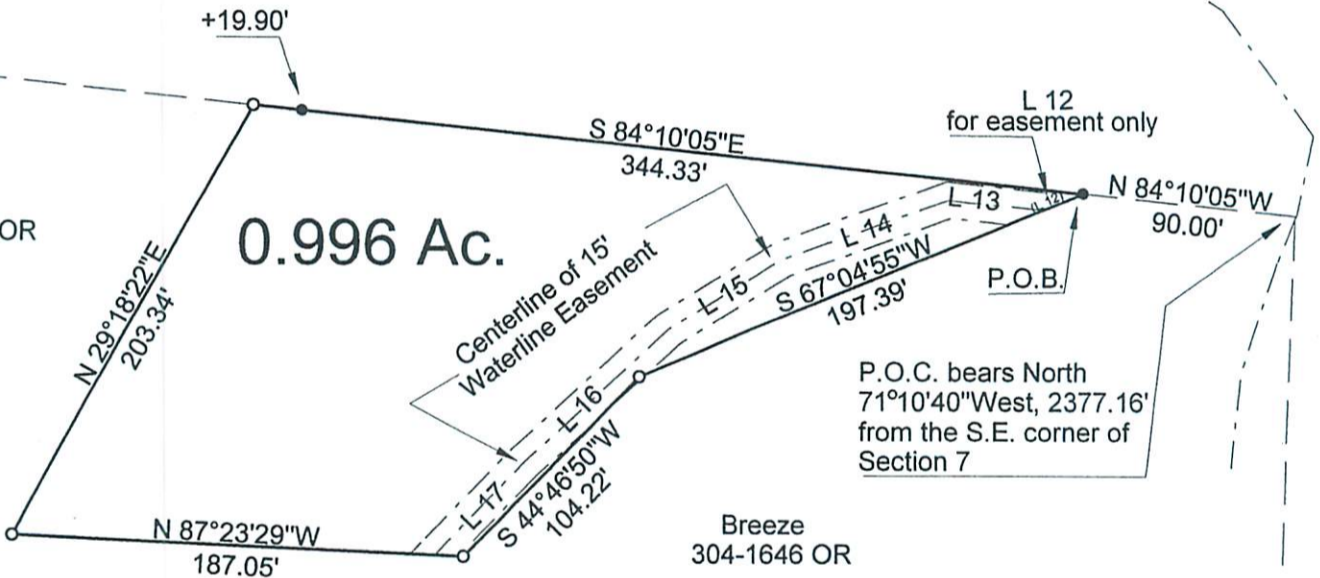 +19.90'
L 12
for easement only
S 84°10'05"E
344.33'
N 84°10'05"W
90.00'
L 13
(L 12)
OR
0.996 Ac.
L 14
Centerline of 15'
Waterline Easement
L 15
S 67°04'55"W
197.39'
P.O.B.
N 29°18'22"E
203.34'
P.O.C. bears North
71°10'40"West, 2377.16'
from the S.E. corner of
Section 7
L 16
L 17
S 44°46'50"W
104.22'
N 87°23'29"W
187.05'
Breeze
304-1646 OR